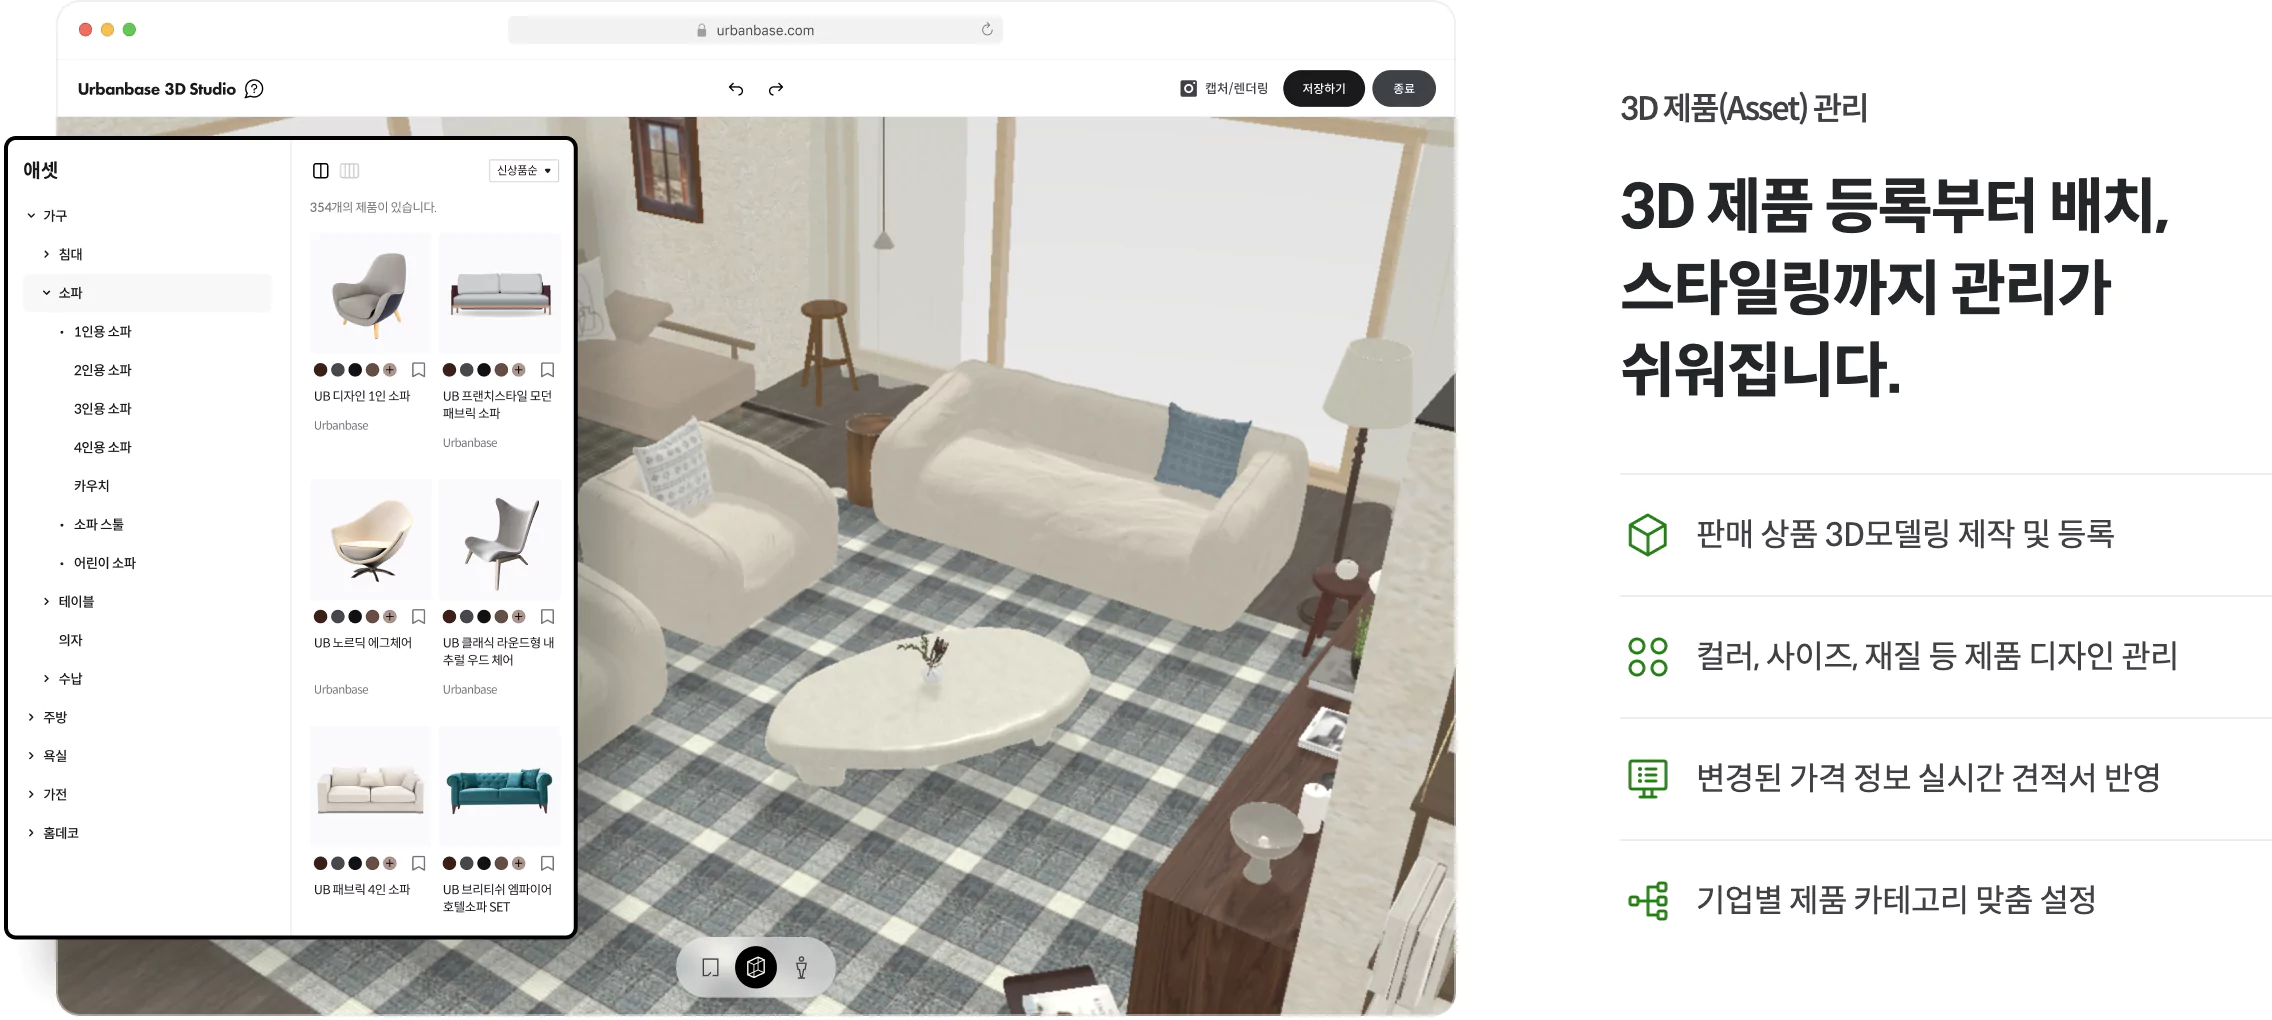 urbanbase.com
Urbanbase 3D Studio
캡처/렌더링
저장하기
종료
애셋
가구
침대
소파
1인용 소파
2인용 소파
3인용 소파
4인용 소파
카우치
소파 스툴
어린이 소파
테이블
의자
수납
주방
욕실
가전
홈데코
신상품순
354개의 제품이 있습니다.
UB 디자인 1인 소파
Urbanbase
UB 프랜치스타일 모던
패브릭 소파
Urbanbase
UB 노르딕 에그체어
Urbanbase
UB 클래식 라운드형 내
추럴 우드 체어
Urbanbase
UB 패브릭 4인 소파
UB 브리티쉬 엠파이어
호텔소파 SET
3D 제품(Asset) 관리
3D 제품 등록부터 배치,
스타일링까지 관리가
쉬워집니다.
판매 상품 3D모델링 제작 및 등록
컬러, 사이즈, 재질 등 제품 디자인 관리
변경된 가격 정보 실시간 견적서 반영
기업별 제품 카테고리 맞춤 설정